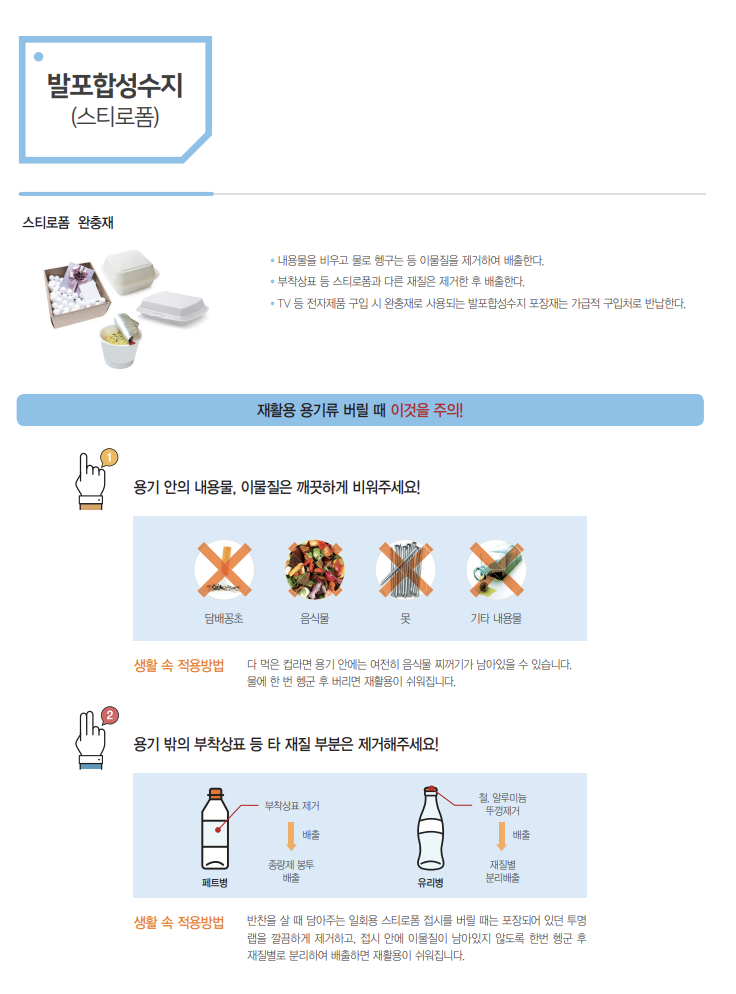 발포합성수지
(스티로폼)
스티로폼 완충재
• 내용물을 비우고 물로 헹구는 등 이물질을 제거하여 배출한다.
• 부착상표 등 스티로폼과 다른 재질은 제거한 후 배출한다.
• TV 등 전자제품 구입 시 완충재로 사용되는 발포합성수지 포장재는 가급적 구입처로 반납한다.
재활용 용기류 버릴 때 이것을 주의!
1
용기 안의 내용물, 이물질은 깨끗하게 비워주세요!
담배꽁초
음식물
못
기타 내용물
생활 속 적용방법
다 먹은 컵라면 용기 안에는 여전히 음식물 찌꺼기가 남아있을 수 있습니다.
물에 한 번 헹군 후 버리면 재활용이 쉬워집니다.
2
용기 밖의 부착상표 등 타 재질 부분은 제거해주세요!
부착상표 제거
배출
종량제 봉투
배출
페트병
철, 알루미늄
뚜껑제거
배출
재질별
분리배출
유리병
생활 속 적용방법
반찬을 살 때 담아주는 일회용 스티로폼 접시를 버릴 때는 포장되어 있던 투명
랩을 깔끔하게 제거하고, 접시 안에 이물질이 남아있지 않도록 한번 헹군 후
재질별로 분리하여 배출하면 재활용이 쉬워집니다.